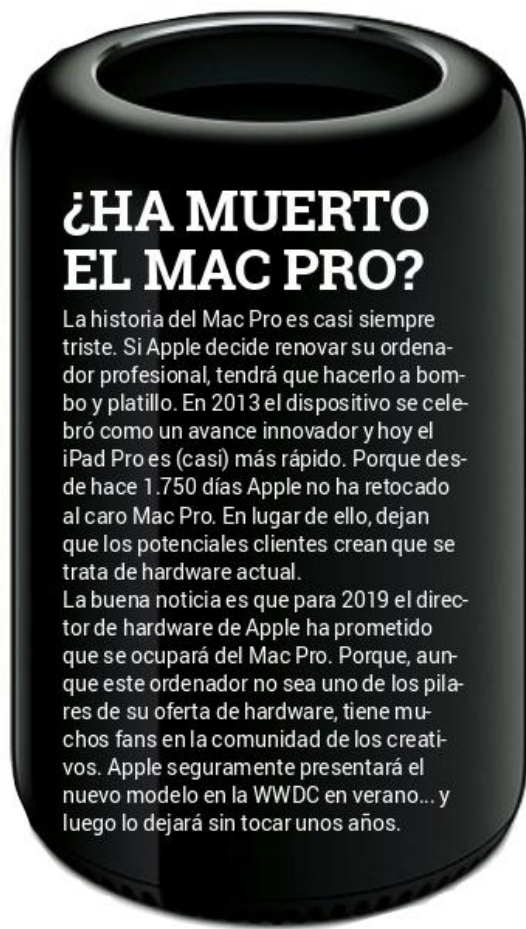 ¿HA MUERTO
EL MAC PRO?
La historia del Mac Pro es casi siempre
triste. Si Apple decide renovar su ordena-
dor profesional, tendrá que hacerlo a bom-
bo y platillo. En 2013 el dispositivo se cele-
bró como un avance innovador y hoy el
iPad Pro es (casi) más rápido. Porque des-
de hace 1.750 días Apple no ha retocado
al caro Mac Pro. En lugar de ello, dejan
que los potenciales clientes crean que se
trata de hardware actual.
La buena noticia es que para 2019 el direc-
tor de hardware de Apple ha prometido
que se ocupará del Mac Pro. Porque, aun-
que este ordenador no sea uno de los pila-
res de su oferta de hardware, tiene mu-
chos fans en la comunidad de los creati-
vos. Apple seguramente presentará el
nuevo modelo en la WWDC en verano... y
luego lo dejará sin tocar unos años.